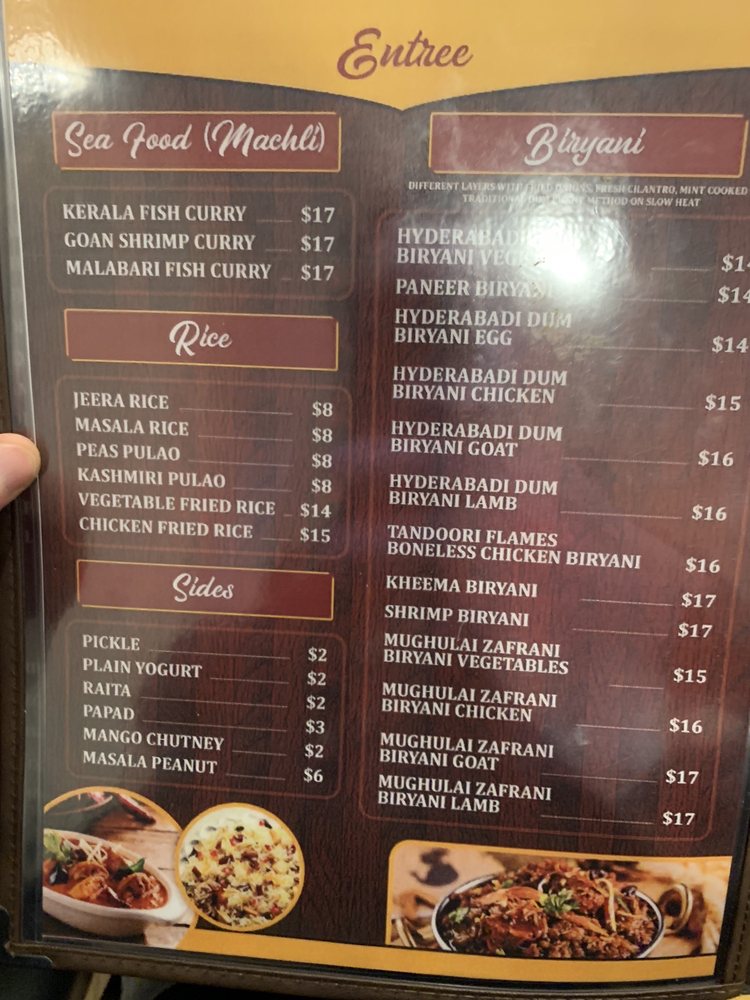 Entree
Sea Food (Machli)
KERALA FISH CURRY $17
GOAN SHRIMP CURRY $17
MALABARI FISH CURRY $17
Rice
JEERA RICE $8
MASALA RICE $8
PEAS PULAO $8
KASHMIRI PULAO $8
VEGETABLE FRIED RICE $14
CHICKEN FRIED RICE $15
Sides
PICKLE $2
PLAIN YOGURT $2
RAITA $2
PAPAD $3
MANGO CHUTNEY $2
MASALA PEANUT $6
Biryani
DIFFERENT LAYERS WITH FRIED ONIONS, FRESH CILANTRO, MINT COOKED
TRADITIONAL METHOD ON SLOW HEAT
HYDERABADI
BIRYANI $14
PANEER BIRYANI $14
HYDERABADI DUM
BIRYANI EGG $14
HYDERABADI DUM
BIRYANI CHICKEN $15
HYDERABADI DUM
BIRYANI GOAT $16
HYDERABADI DUM
BIRYANI LAMB $16
TANDOORI FLAMES
BONELESS CHICKEN BIRYANI $16
KHEEMA BIRYANI $17
SHRIMP BIRYANI $17
MUGHULAI ZAFRANI
BIRYANI VEGETABLES $15
MUGHULAI ZAFRANI
BIRYANI CHICKEN $16
MUGHULAI ZAFRANI
BIRYANI GOAT $17
MUGHULAI ZAFRANI
BIRYANI LAMB $17